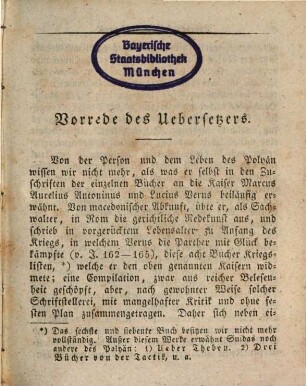 Bayerische
Staatsbibliothek
München
Vorrede des Uebersetzers.
Von der Person und dem Leben des Polyän
wissen wir nicht mehr, als was er selbst in den Zu-
schriften der einzelnen Bücher an die Kaiser Marcus
Aurelius Antoninus und Lucius Verus beiläufig er-
wähnt. Von macedonischer Abkunft, übte er, als Sach-
walter, in Rom die gerichtliche Redekunst aus, und
schrieb in vorgerücktem Lebensalter zu Anfang des
Kriegs, in welchem Verus die Parther mit Glück be-
kämpfte (v. J. 162—165), diese acht Bücher Kriegs-
listen, *) welche er den oben genannten Kaisern widm-
mete; eine Compilation, zwar aus reicher Belesen-
heit geschöpft, aber, nach gewohnter Weise solcher
Schriftstellerei, mit mangelhafter Kritik und ohne fe-
sten Plan zusammengetragen. Daher sich neben ei-
*) Das sechste und siebente Buch besitzen wir nicht mehr
vollständig. Ausser diesem Werke erwähnt Suidas noch
andere des Polyän: 1) Ueber Theben. 2) Drei
Bücher von der Tactik, u. a.